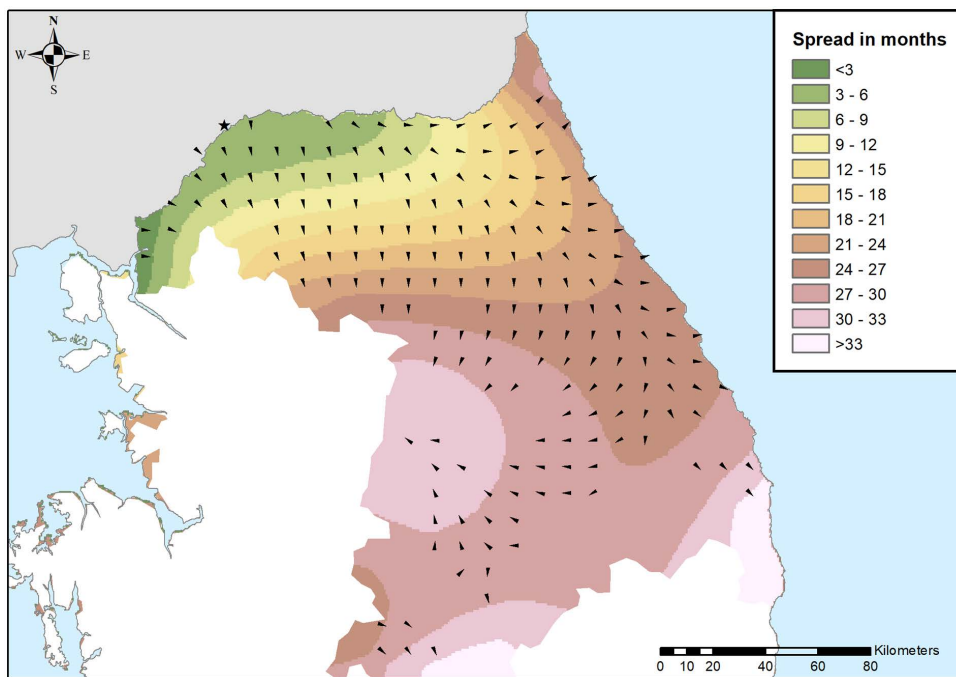 N
W E
S
Spread in months
<3
3 - 6
6 - 9
9 - 12
12 - 15
15 - 18
18 - 21
21 - 24
24 - 27
27 - 30
30 - 33
>33
Kilometers
0 10 20 40 60 80